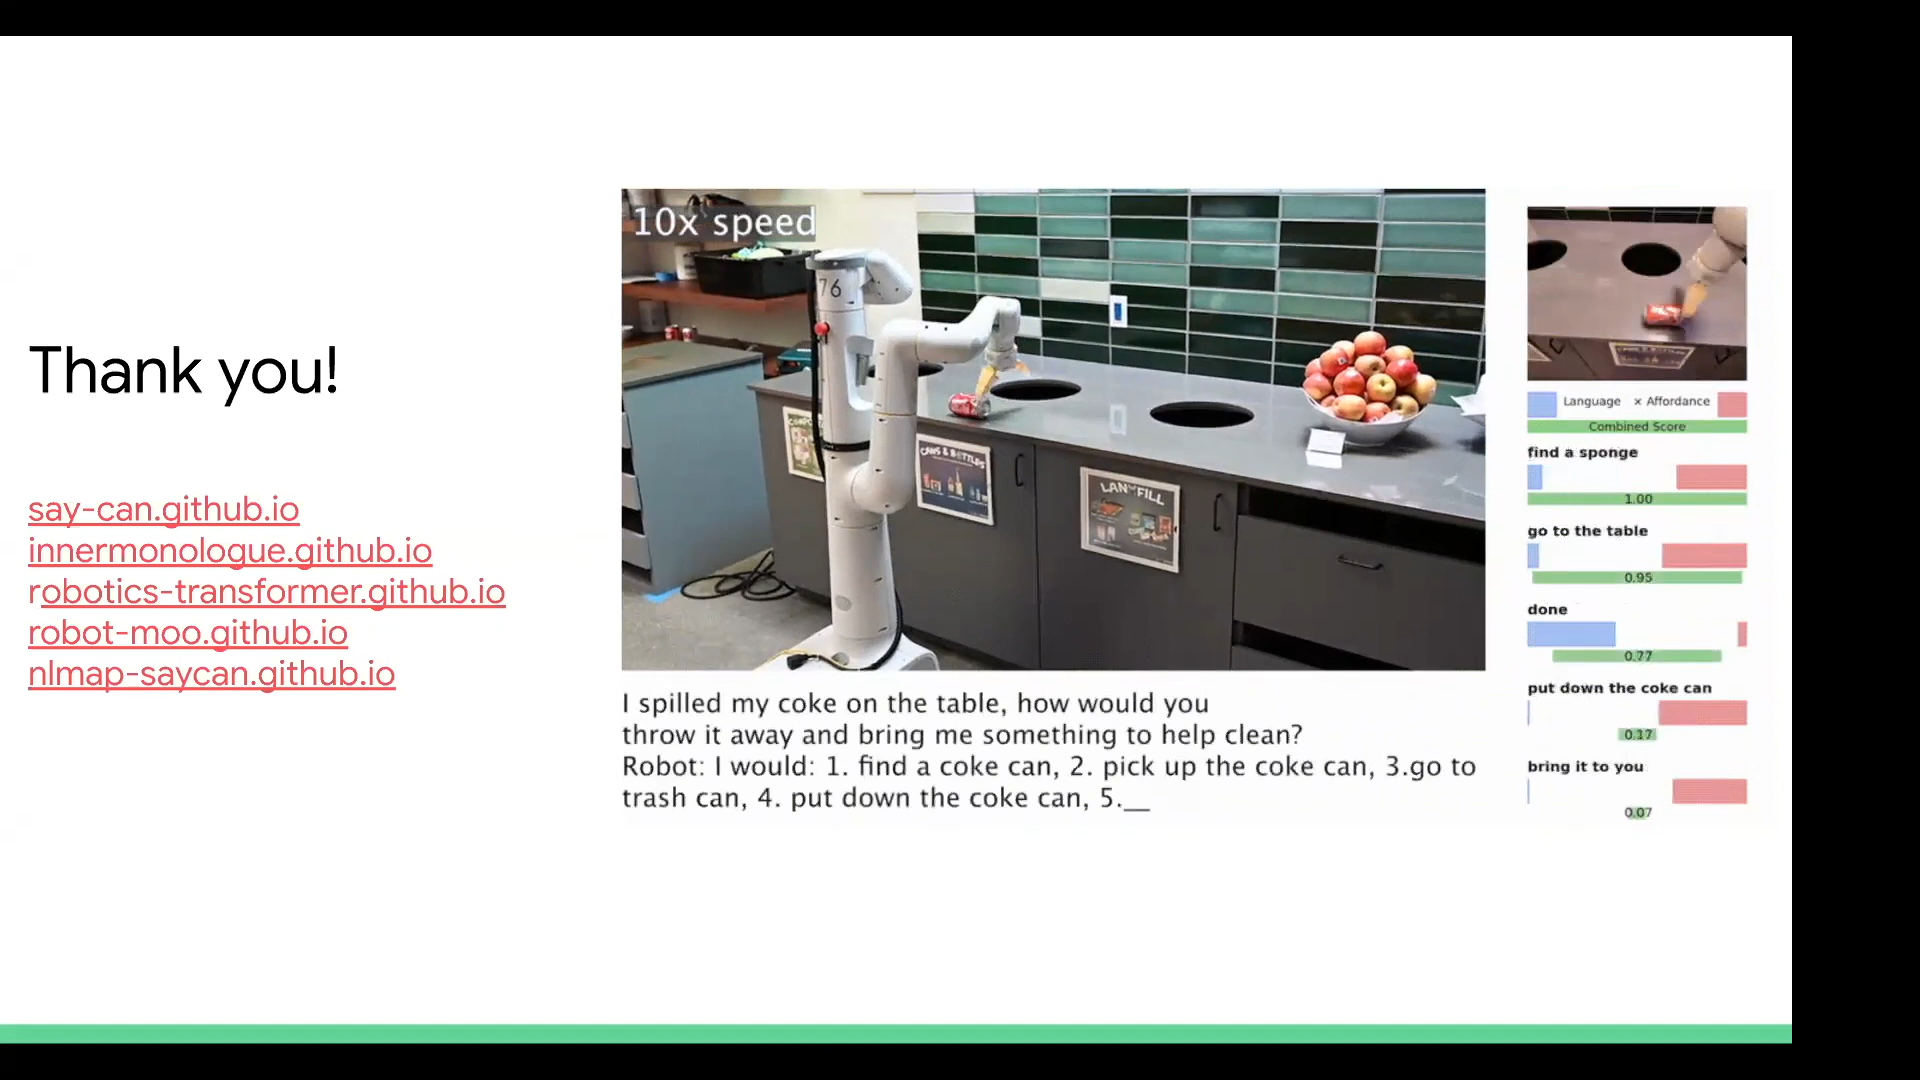 Thank you!
say-can.github.io
innermonologue.github.io
robotics-transformer.github.io
robot-moo.github.io
nlmap-saycan.github.io
10x speed
76
CANS & BOTTLES
LANDFILL
I spilled my coke on the table, how would you
throw it away and bring me something to help clean?
Robot: I would: 1. find a coke can, 2. pick up the coke can, 3.go to
trash can, 4. put down the coke can, 5.__
Language × Affordance
Combined Score
find a sponge
1.00
go to the table
0.95
done
0.77
put down the coke can
0.17
bring it to you
0.07